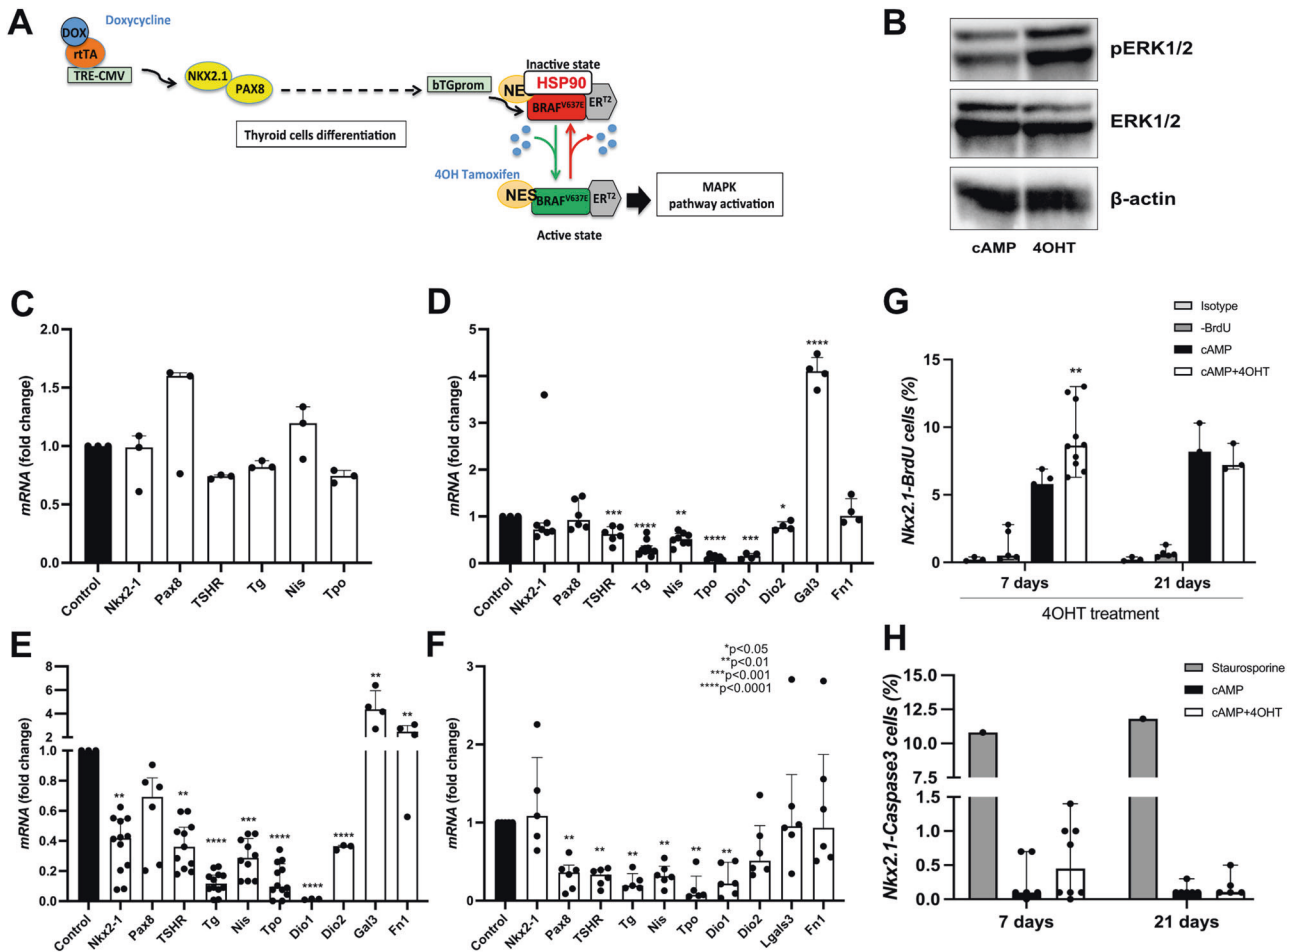 A
DOX
Doxycycline
rtTA
TRE-CMV
NKX2.1
PAX8
Thyroid cells differentiation
bTGprom
Inactive state
NES
HSP90
BRAFV637E
ERT2
4OH Tamoxifen
NES
BRAFV637E
ERT2
Active state
MAPK
pathway activation
B
pERK1/2
ERK1/2
β-actin
cAMP 4OHT
C
mRNA (fold change)
2.0
1.5
1.0
0.5
0.0
Control
Nkx2-1
Pax8
TSHR
Tg
Nis
Tpo
D
mRNA (fold change)
5
4
3
2
1
0
***
****
**
****
***
*
****
Control
Nkx2-1
Pax8
TSHR
Tg
Nis
Tpo
Dio1
Dio2
Gal3
Fn1
G
Isotype
-BrdU
cAMP
cAMP+4OHT
Nkx2.1-BrdU cells (%)
15
10
5
0
**
7 days
21 days
4OHT treatment
E
mRNA (fold change)
8
6
4
2
1.0
0.8
0.6
0.4
0.2
0.0
**
**
****
***
****
****
****
**
**
Control
Nkx2-1
Pax8
TSHR
Tg
Nis
Tpo
Dio1
Dio2
Gal3
Fn1
F
*p<0.05
**p<0.01
***p<0.001
****p<0.0001
mRNA (fold change)
3
2
1
0
**
**
**
**
**
**
Control
Nkx2-1
Pax8
TSHR
Tg
Nis
Tpo
Dio1
Dio2
Lgals3
Fn1
H
Staurosporine
cAMP
cAMP+4OHT
Nkx2.1-Caspase3 cells (%)
15.0
12.5
10.0
7.5
1.5
1.0
0.5
0.0
7 days
21 days